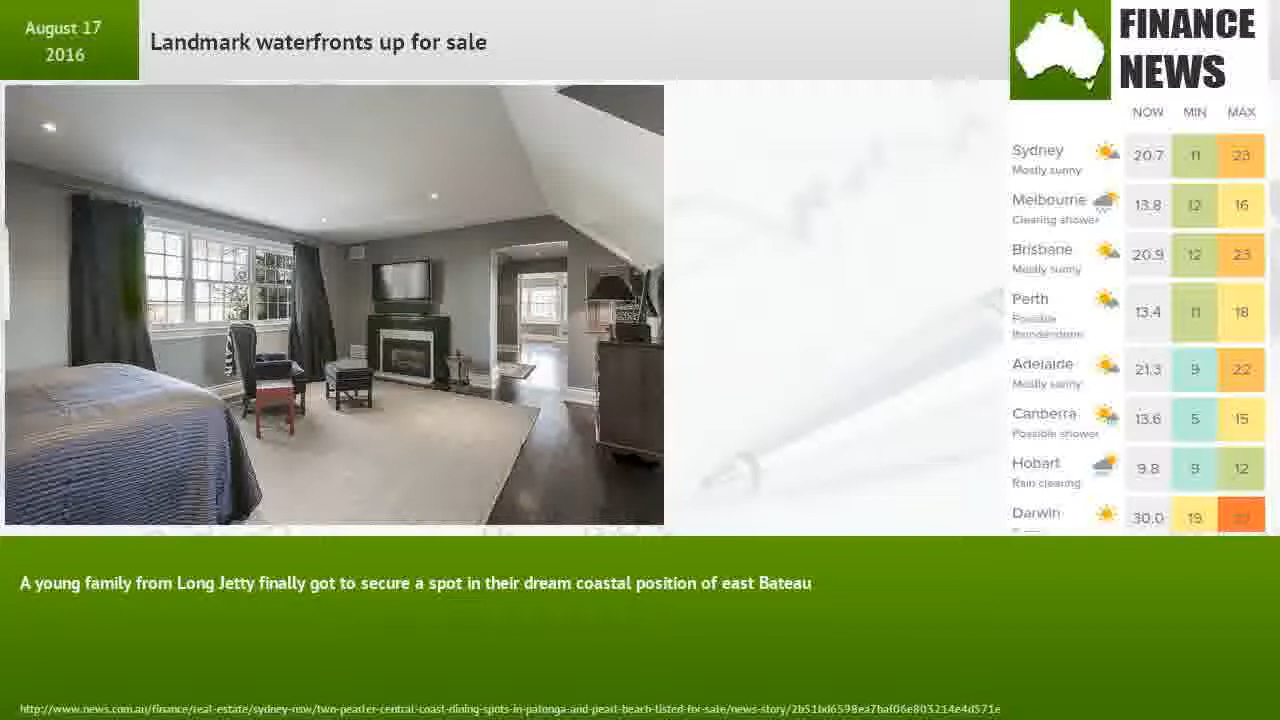 August 17
2016
Landmark waterfronts up for sale
FINANCE
NEWS
NOW MIN MAX
Sydney 20.7 11 23
Mostly sunny
Melbourne 13.8 12 16
Clearing shower
Brisbane 20.9 12 23
Mostly sunny
Perth 13.4 11 18
Possible
thunderstorm
Adelaide 21.3 9 22
Mostly sunny
Canberra 13.6 5 15
Possible shower
Hobart 9.8 9 12
Rain clearing
Darwin 30.0 19
A young family from Long Jetty finally got to secure a spot in their dream coastal position of east Bateau
http://www.news.com.au/finance/real-estate/sydney-nsw/two-pearler-central-coast-dining-spots-in-patonga-and-pearl-beach-listed-for-sale/news-story/2b51bd6598ea7baf06e803214e4d571e